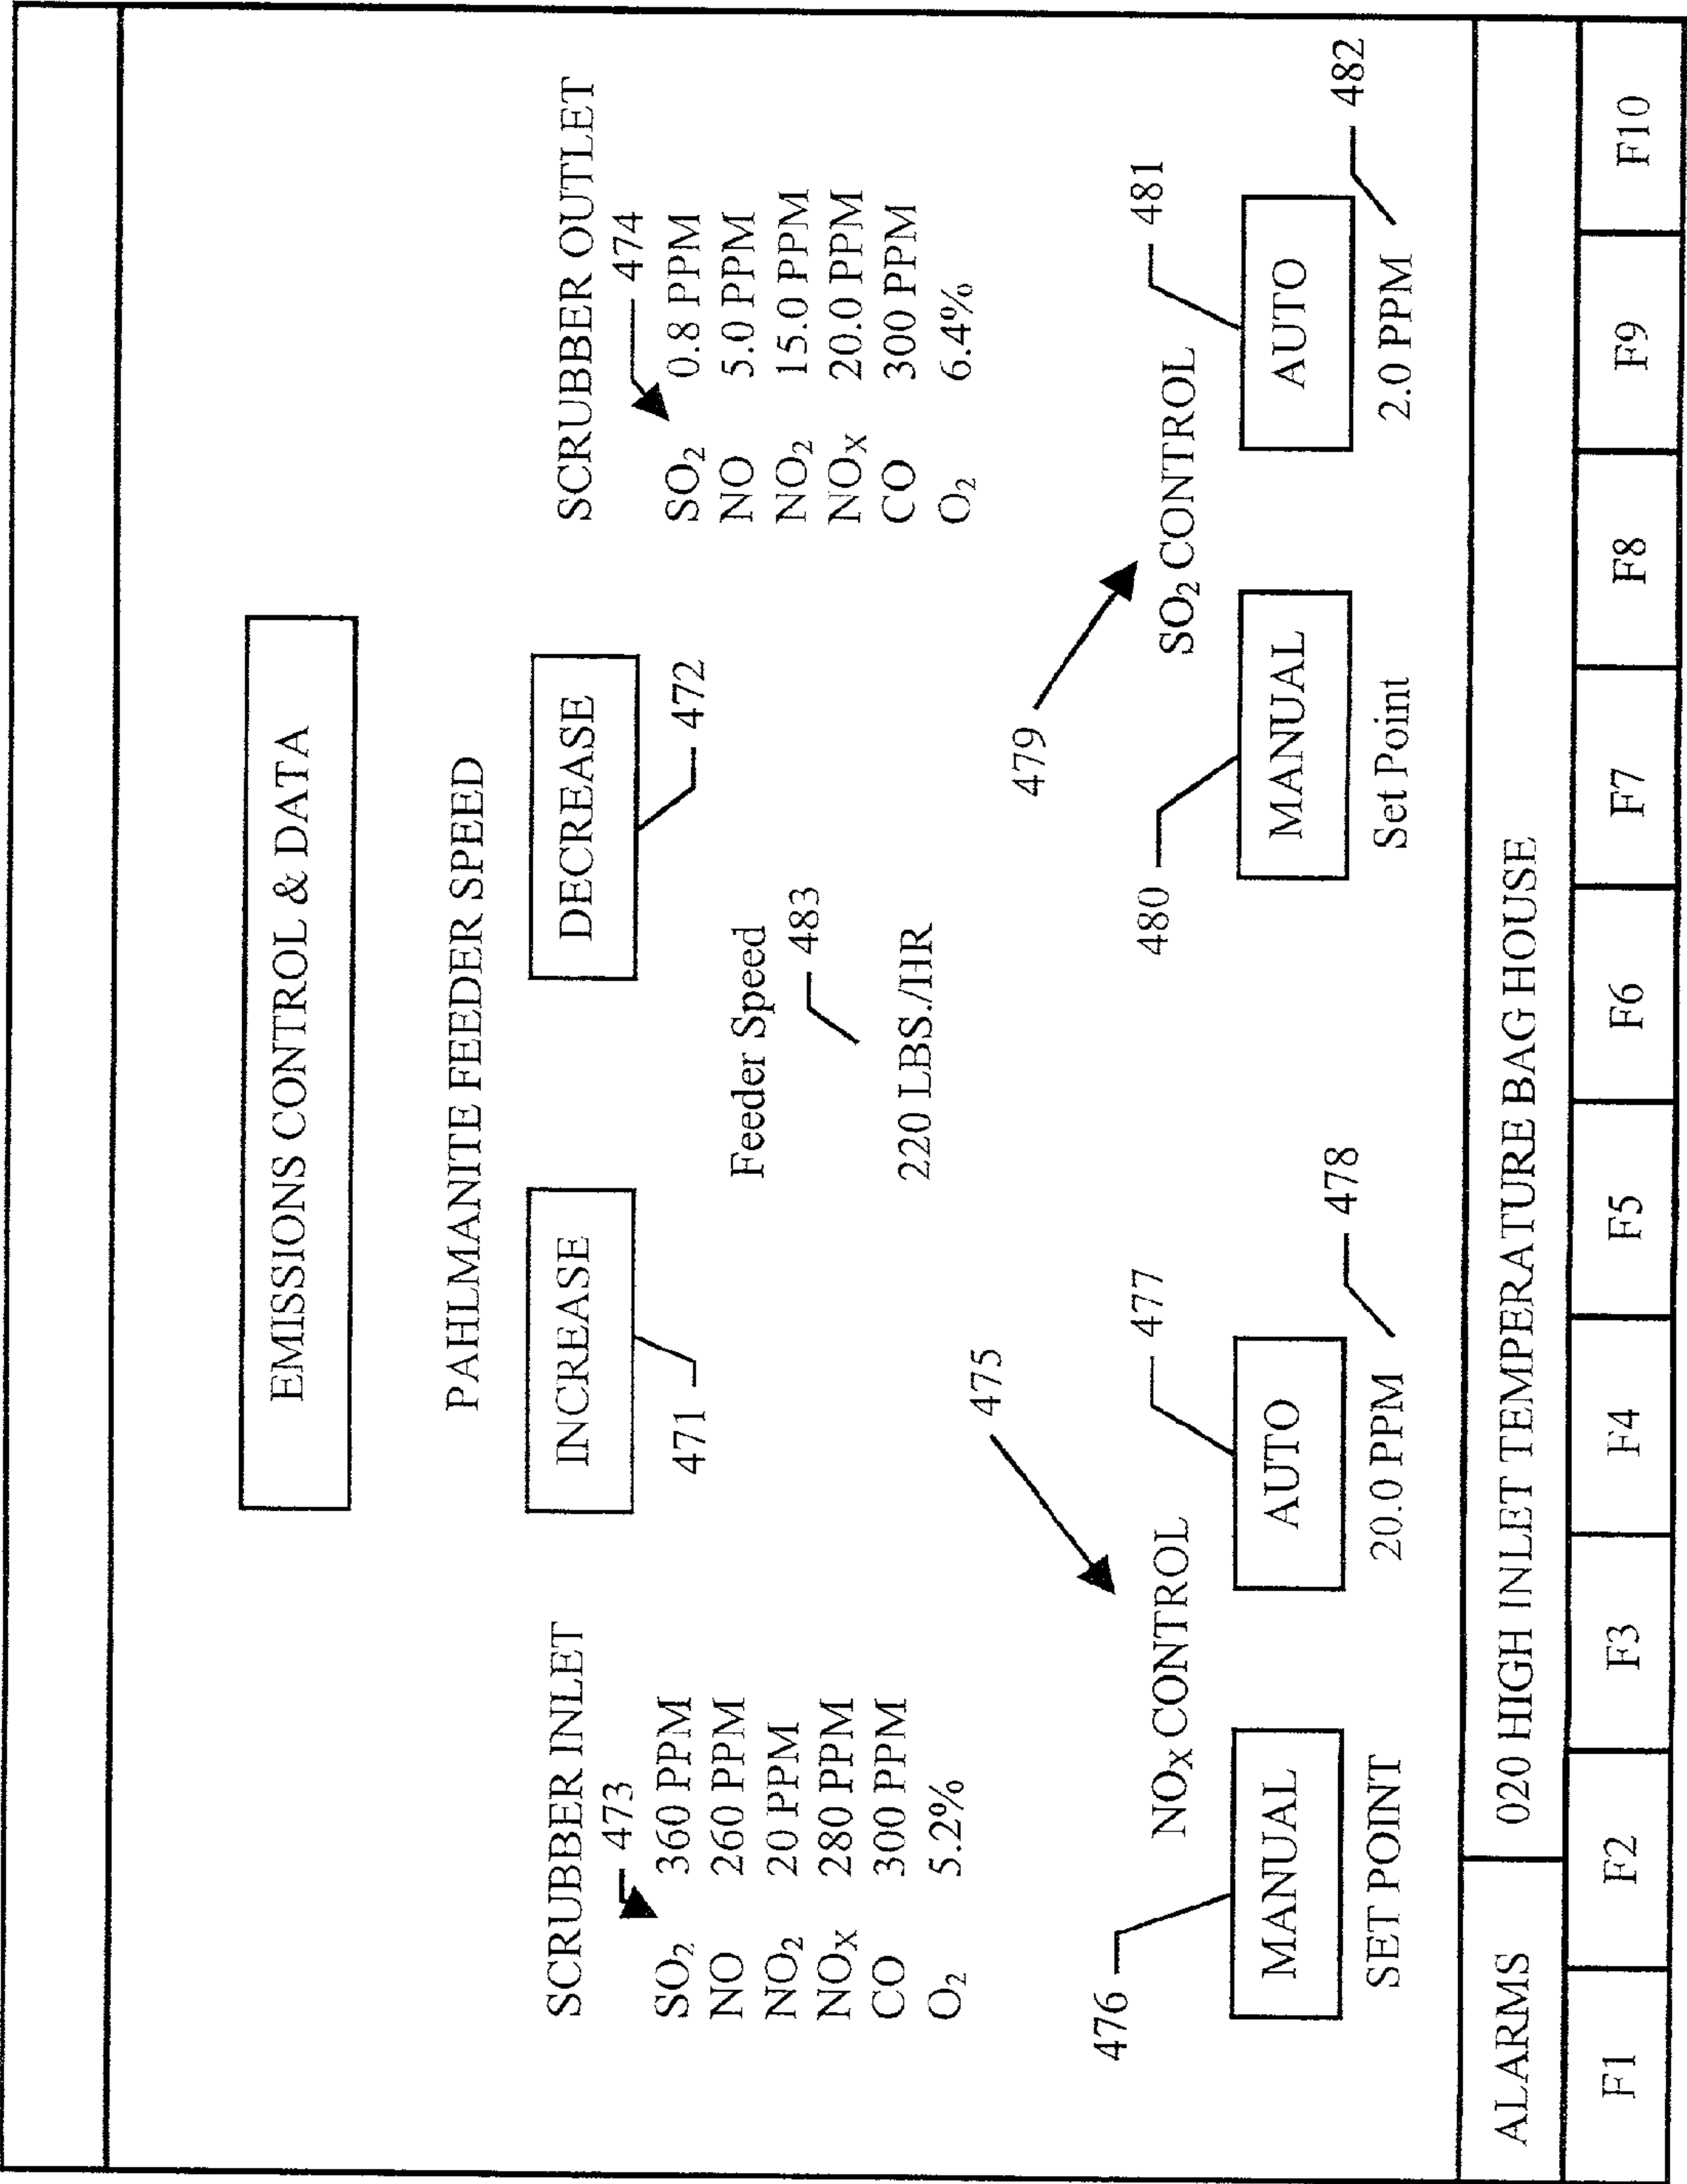 EMISSIONS CONTROL & DATA
PAHLMANITE FEEDER SPEED
INCREASE
DECREASE
471
472
Feeder Speed
483
220 LBS./HR
SCRUBBER INLET
473
SO₂ 360 PPM
NO 260 PPM
NO₂ 20 PPM
NOX 280 PPM
CO 300 PPM
O₂ 5.2%
SCRUBBER OUTLET
474
SO₂ 0.8 PPM
NO 5.0 PPM
NO₂ 15.0 PPM
NOX 20.0 PPM
CO 300 PPM
O₂ 6.4%
475
NOX CONTROL
476
477
MANUAL
AUTO
SET POINT
20.0 PPM
478
479
SO₂ CONTROL
480
481
MANUAL
AUTO
Set Point
2.0 PPM
482
ALARMS
020 HIGH INLET TEMPERATURE BAG HOUSE
F1 F2 F3 F4 F5 F6 F7 F8 F9 F10